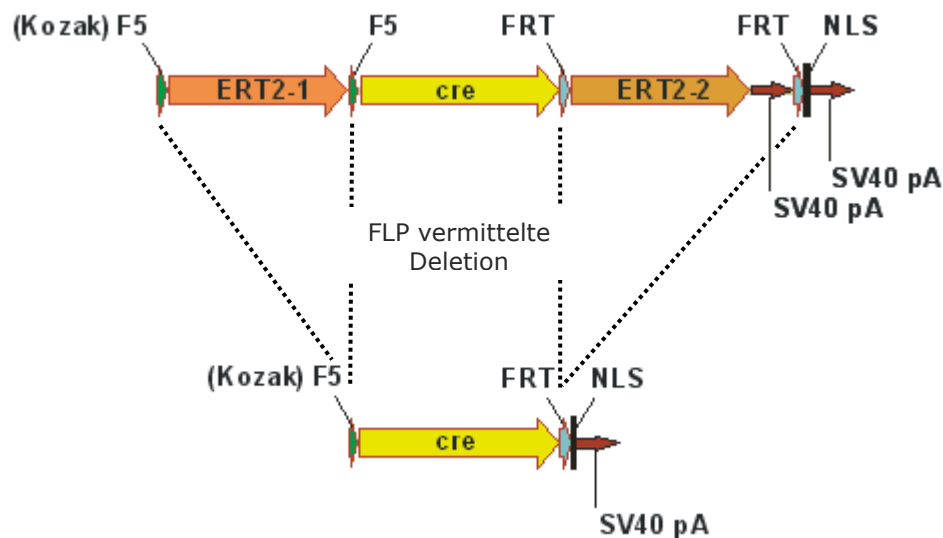 (Kozak) F5 F5 FRT FRT NLS
ERT2-1 cre ERT2-2
SV40 pA
SV40 pA
FLP vermittelte
Deletion
(Kozak) F5 FRT NLS
cre
SV40 pA